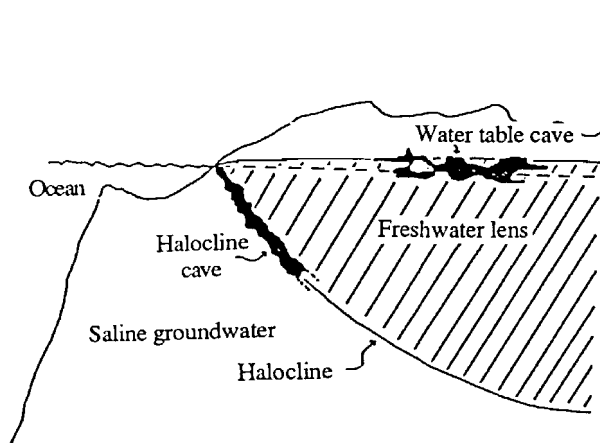 Water table cave
Ocean
Freshwater lens
Halocline
cave
Saline groundwater
Halocline